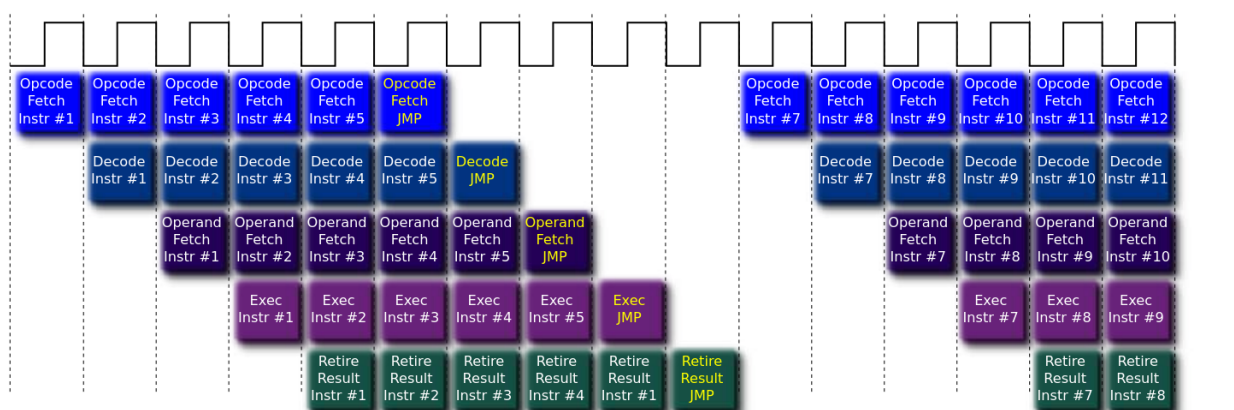 Opcode Opcode Opcode Opcode Opcode Opcode Opcode Opcode Opcode Opcode Opcode Opcode
Fetch Fetch Fetch Fetch Fetch Fetch Fetch Fetch Fetch Fetch Fetch Fetch
Instr #1 Instr #2 Instr #3 Instr #4 Instr #5 JMP Instr #7 Instr #8 Instr #9 Instr #10 Instr #11 Instr #12
Decode Decode Decode Decode Decode Decode Decode Decode Decode Decode Decode
Instr #1 Instr #2 Instr #3 Instr #4 Instr #5 JMP Instr #7 Instr #8 Instr #9 Instr #10 Instr #11
Operand Operand Operand Operand Operand Operand Operand Operand Operand Operand
Fetch Fetch Fetch Fetch Fetch Fetch Fetch Fetch Fetch Fetch
Instr #1 Instr #2 Instr #3 Instr #4 Instr #5 JMP Instr #7 Instr #8 Instr #9 Instr #10
Exec Exec Exec Exec Exec Exec Exec Exec Exec
Instr #1 Instr #2 Instr #3 Instr #4 Instr #5 JMP Instr #7 Instr #8 Instr #9
Retire Retire Retire Retire Retire Retire Retire Retire
Result Result Result Result Result Result Result Result
Instr #1 Instr #2 Instr #3 Instr #4 Instr #1 JMP Instr #7 Instr #8